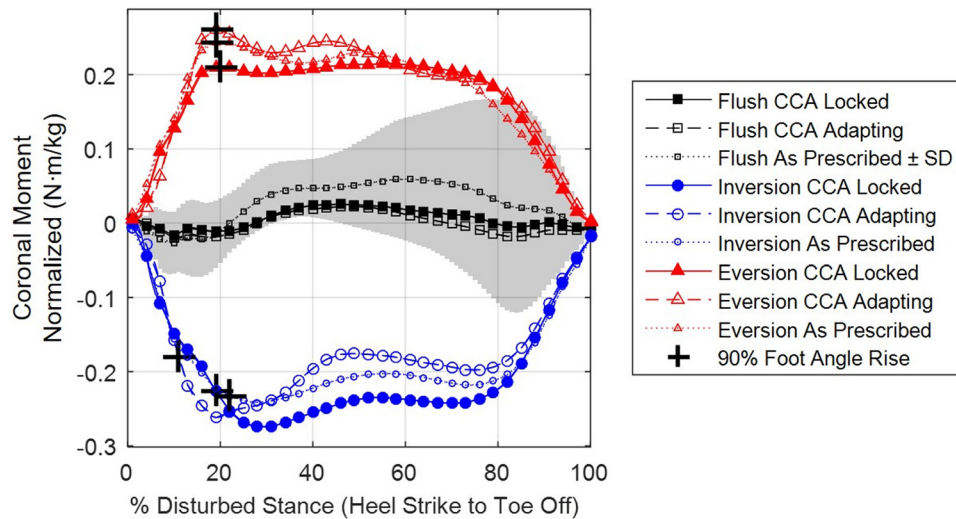 Coronal Moment
Normalized (N·m/kg)
0.2
0.1
0
-0.1
-0.2
-0.3
0
20
40
60
80
100
% Disturbed Stance (Heel Strike to Toe Off)
Flush CCA Locked
Flush CCA Adapting
Flush As Prescribed ± SD
Inversion CCA Locked
Inversion CCA Adapting
Inversion As Prescribed
Eversion CCA Locked
Eversion CCA Adapting
Eversion As Prescribed
90% Foot Angle Rise